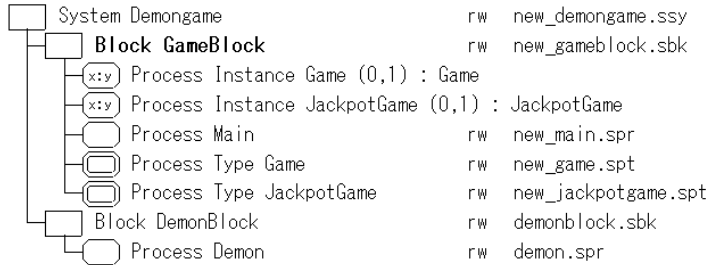 System Demongame rw new_demongame.ssy
Block GameBlock rw new_gameblock.sbk
x:y Process Instance Game (0,1) : Game
x:y Process Instance JackpotGame (0,1) : JackpotGame
Process Main rw new_main.spr
Process Type Game rw new_game.spt
Process Type JackpotGame rw new_jackpotgame.spt
Block DemonBlock rw demonblock.sbk
Process Demon rw demon.spr